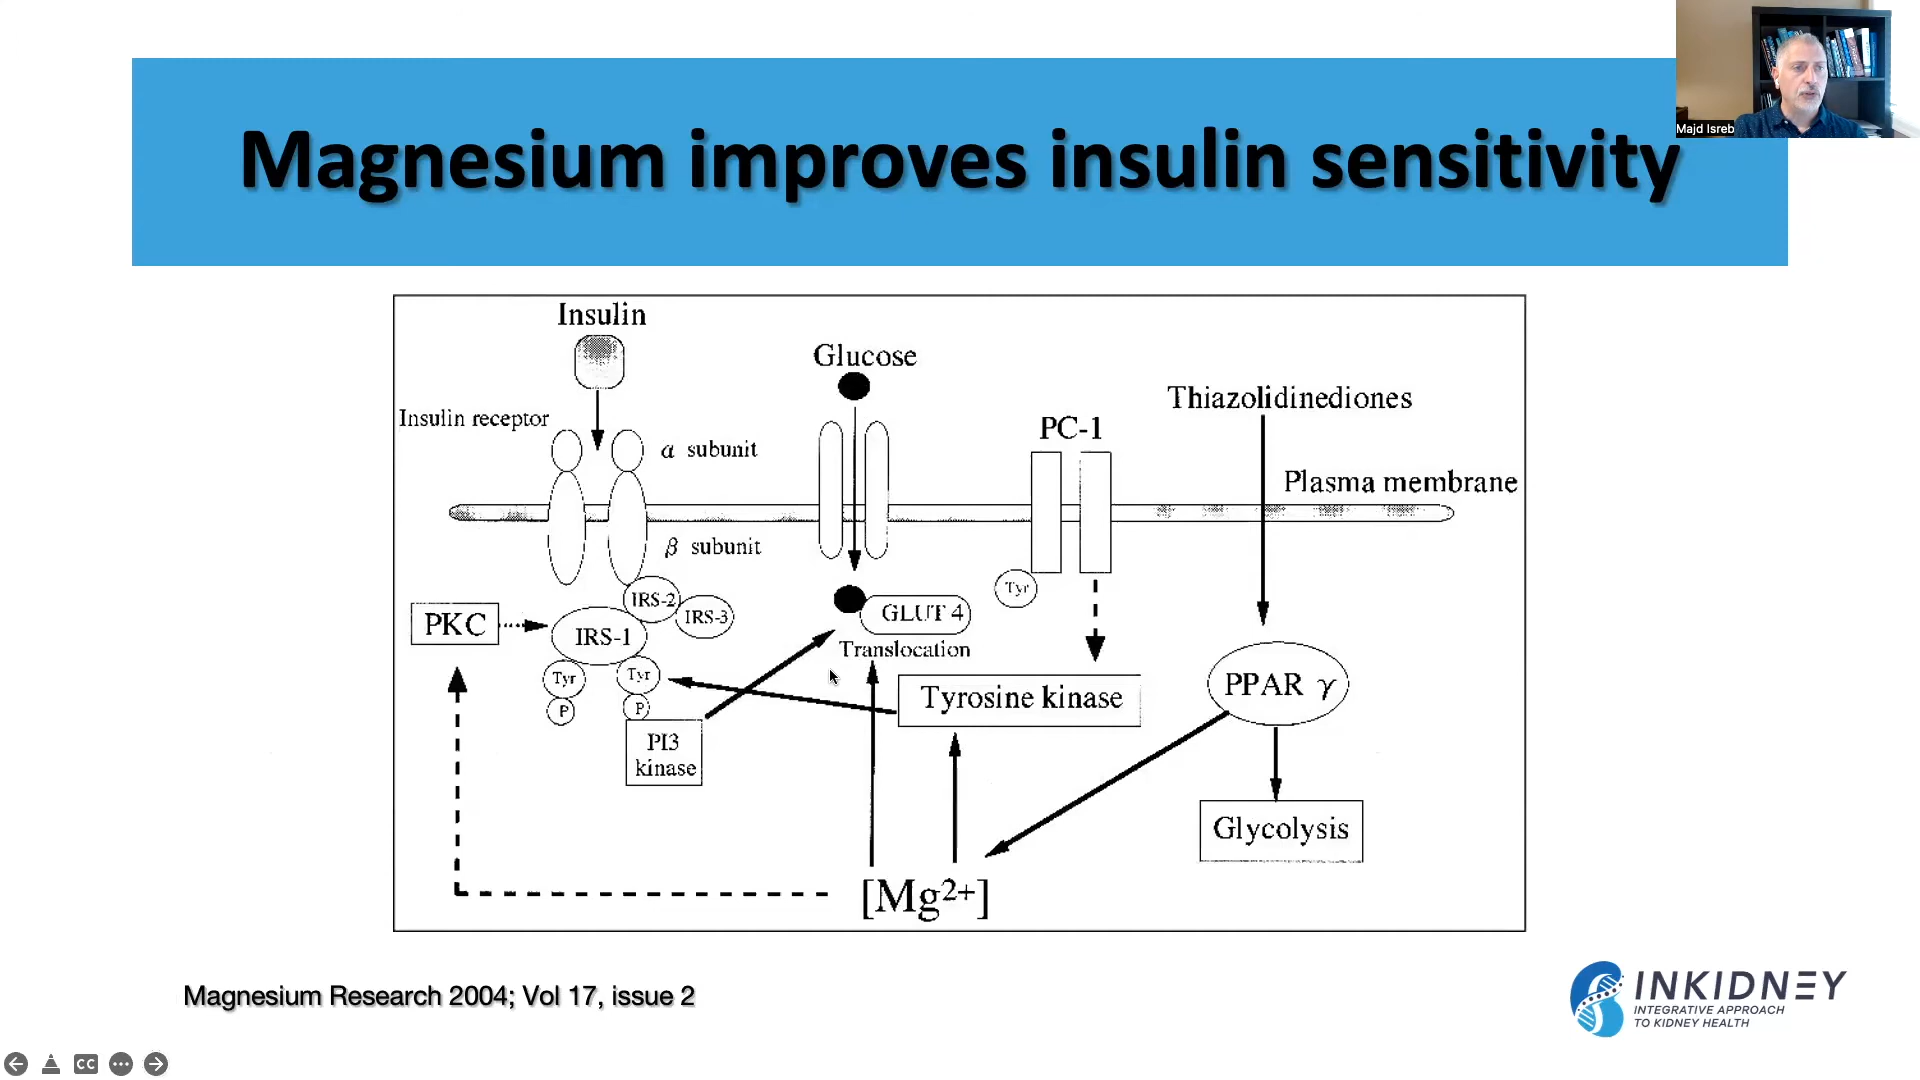 Majd Isreb
Magnesium improves insulin sensitivity
Insulin
Glucose
Thiazolidinediones
Insulin receptor
PC-1
α subunit
Plasma membrane
β subunit
Tyr
IRS-2
IRS-3
GLUT 4
PKC
IRS-1
Translocation
Tyr
Tyr
P
P
Tyrosine kinase
PPAR γ
PI3
kinase
Glycolysis
[Mg2+]
Magnesium Research 2004; Vol 17, issue 2
INKIDNEY
INTEGRATIVE APPROACH
TO KIDNEY HEALTH
CC